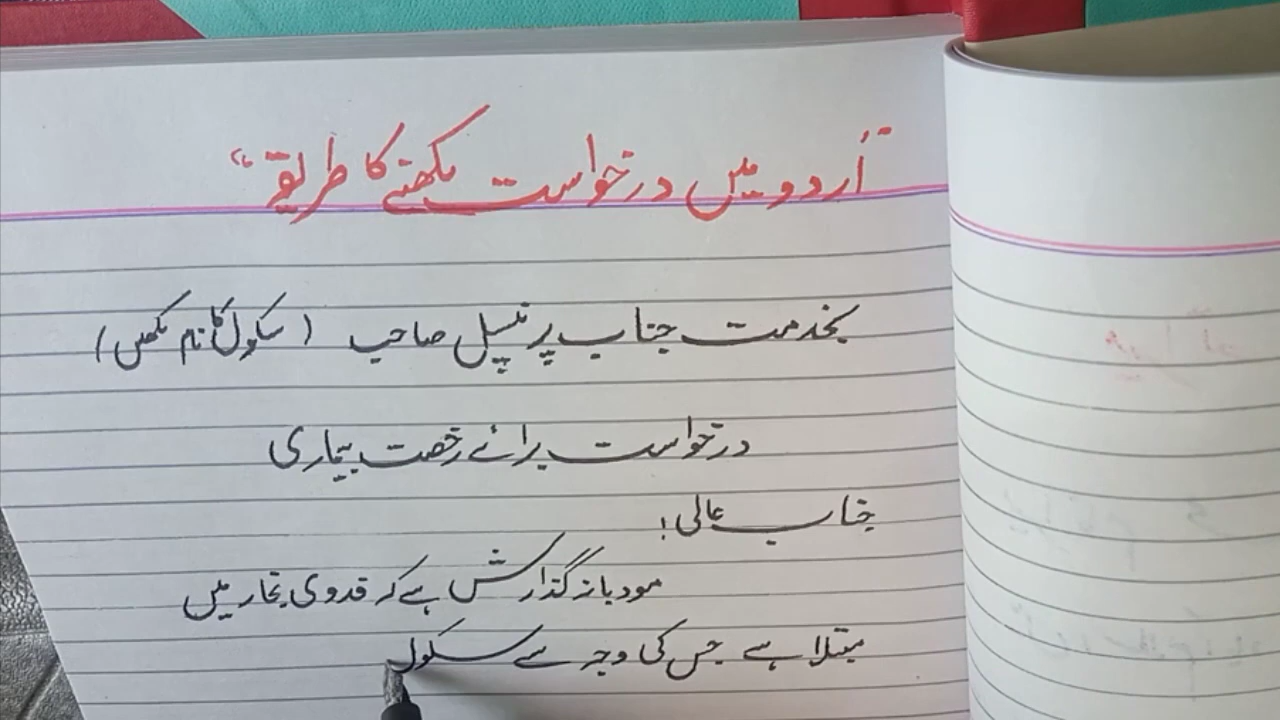 "اُردو میں درخواست لکھنے کا طریقہ"
بخدمت جناب پرنسپل صاحب (سکول کا نام لکھیں)
درخواست برائے رخصت بیماری
جناب عالی!
مودبانہ گذارش ہے کہ فدوی بخار میں
مبتلا ہے جس کی وجہ سے سکول